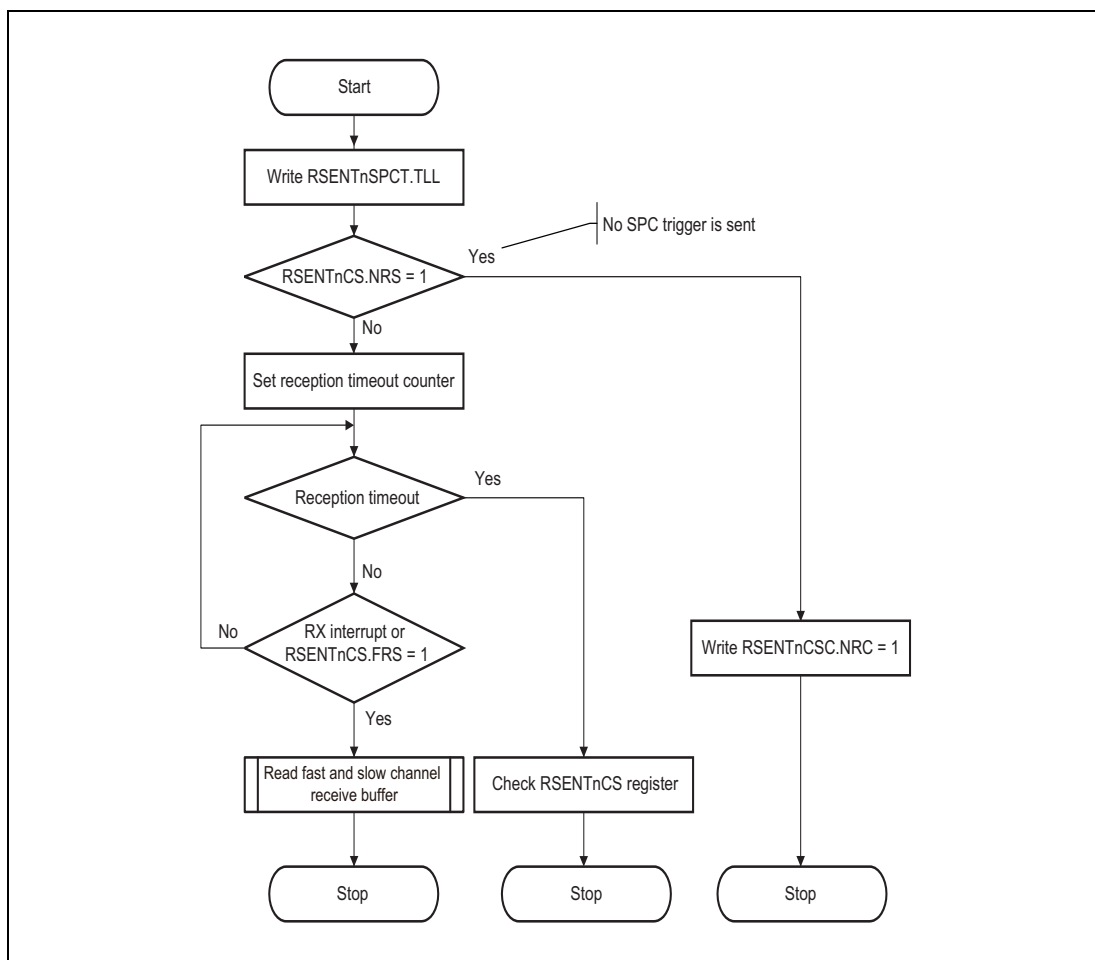 Start
Write RSENTnSPCT.TLL
No SPC trigger is sent
Yes
RSENTnCS.NRS = 1
No
Set reception timeout counter
Yes
Reception timeout
No
No
RX interrupt or
RSENTnCS.FRS = 1
Write RSENTnCSC.NRC = 1
Yes
Read fast and slow channel
receive buffer
Check RSENTnCS register
Stop
Stop
Stop